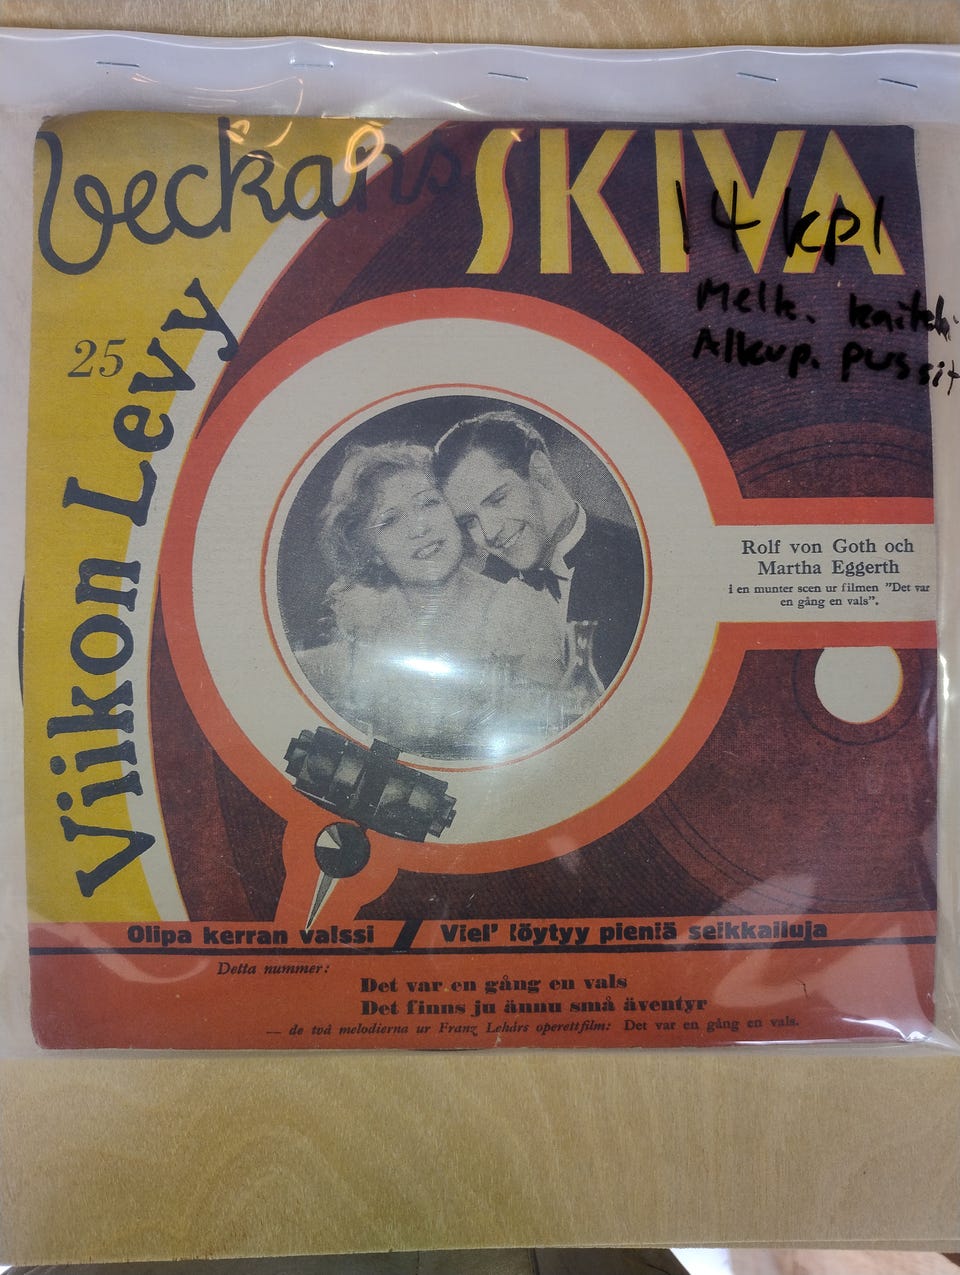 Veckans SKIVA
14 kpl
Melk. kaikki
Alkup. pussit
25
Viikon Levy
Rolf von Goth och
Martha Eggerth
i en munter scen ur filmen "Det var
en gång en vals".
Olipa kerran valssi / Viel' löytyy pieniä seikkailuja
Detta nummer:
Det var en gång en vals
Det finns ju ännu små äventyr
— de två melodierna ur Franz Lehárs operettfilm: Det var en gång en vals.